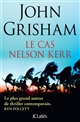 JOHN
GRISHAM
LE CAS
NELSON KERR
Le plus grand auteur
de thriller contemporain.
KEN FOLLETT
JC Lattès